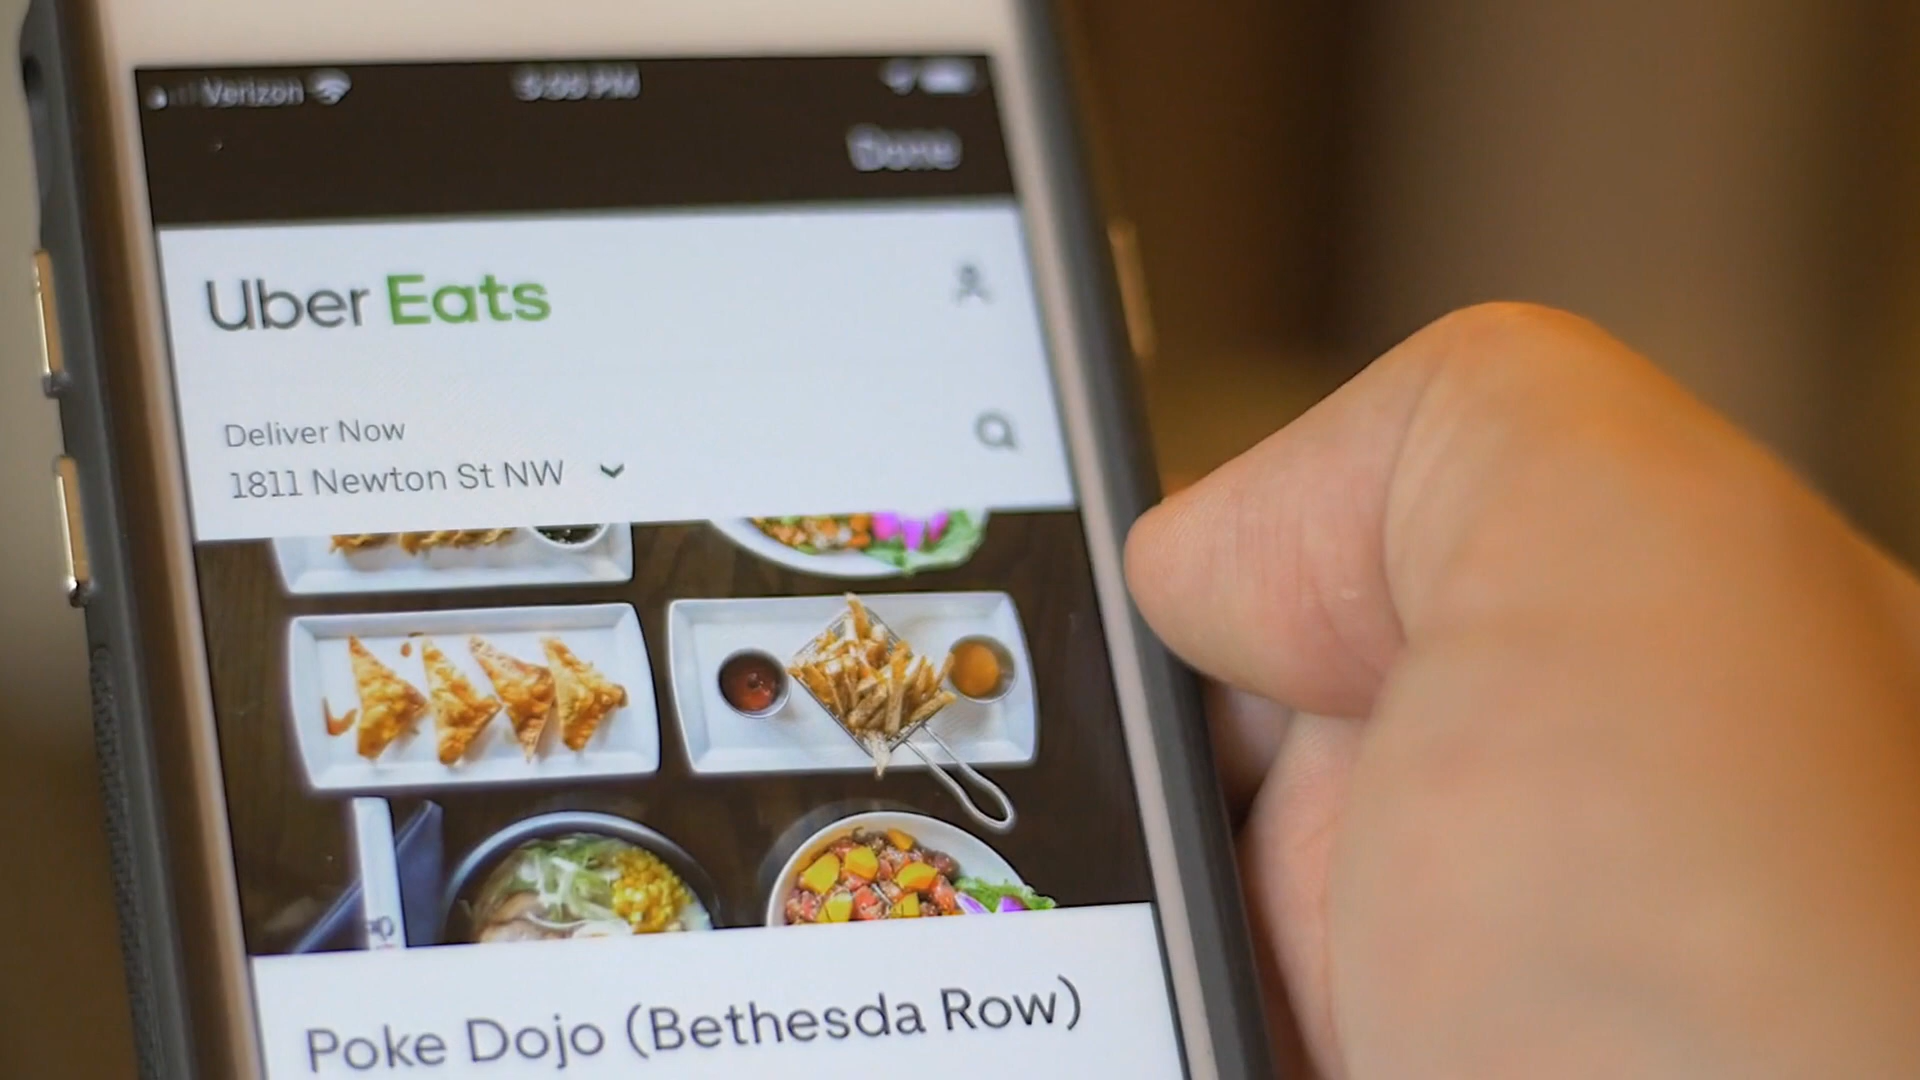 Verizon
Done
Uber Eats
Deliver Now
1811 Newton St NW
Poke Dojo (Bethesda Row)